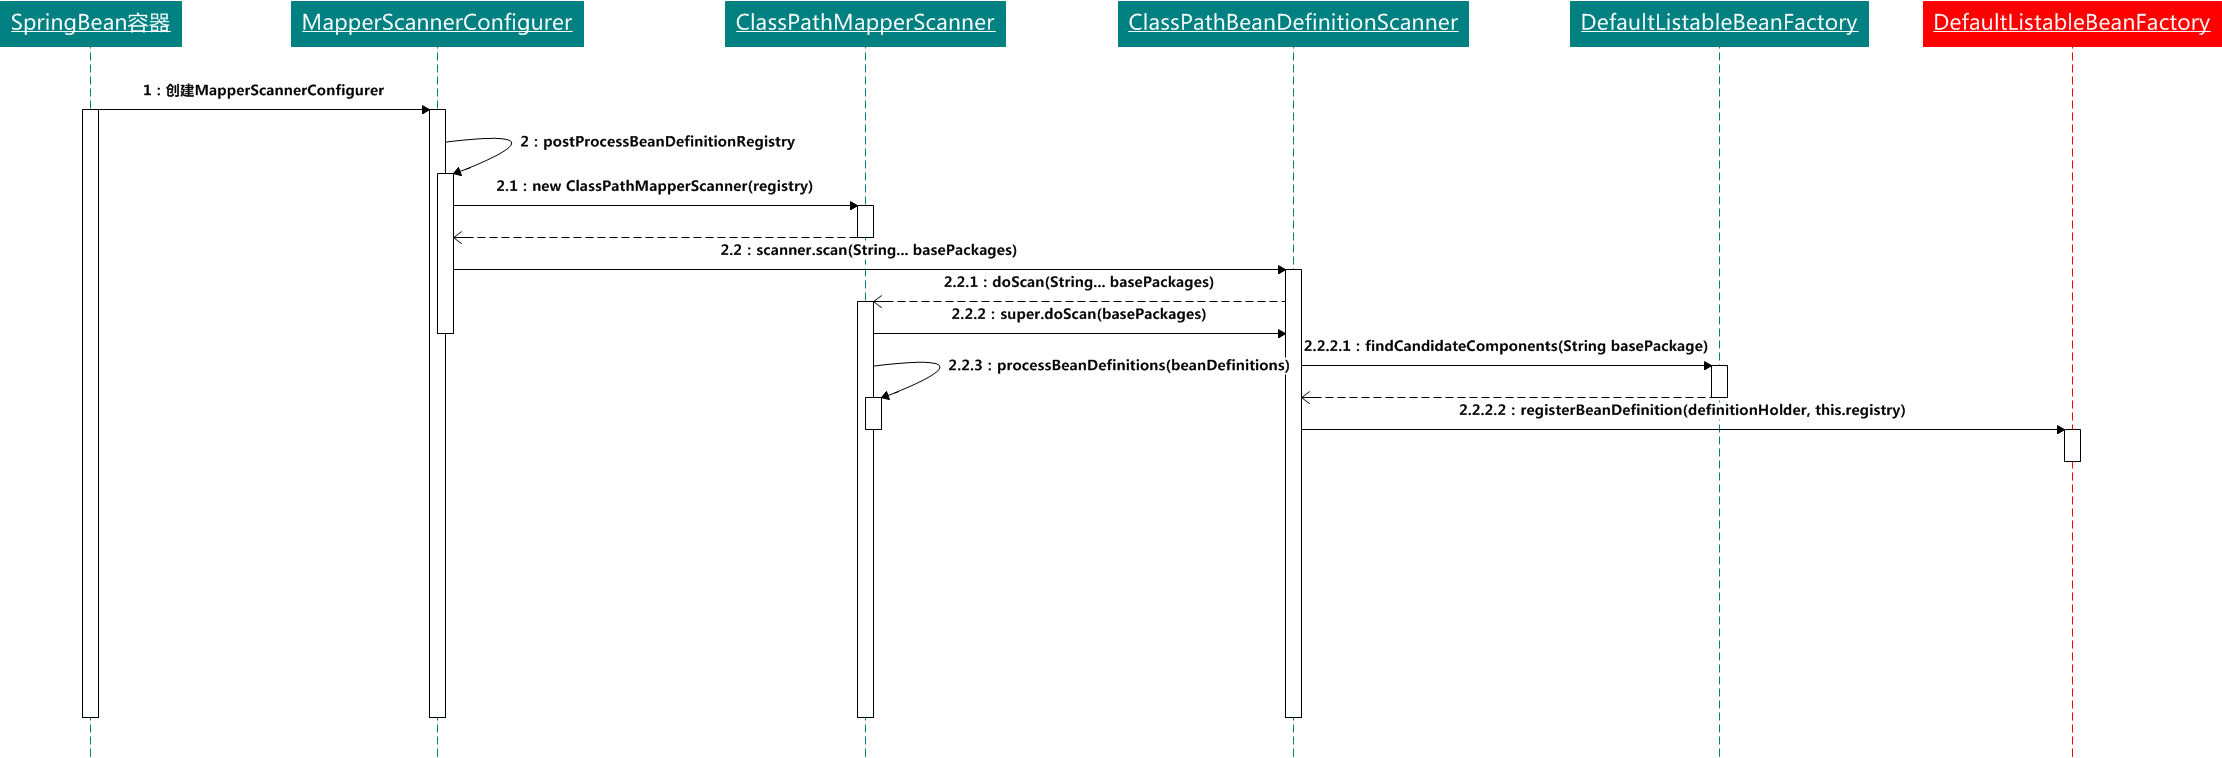 SpringBean容器
MapperScannerConfigurer
ClassPathMapperScanner
ClassPathBeanDefinitionScanner
DefaultListableBeanFactory
DefaultListableBeanFactory
1：创建MapperScannerConfigurer
2：postProcessBeanDefinitionRegistry
2.1：new ClassPathMapperScanner(registry)
2.2：scanner.scan(String... basePackages)
2.2.1：doScan(String... basePackages)
2.2.2：super.doScan(basePackages)
2.2.2.1：findCandidateComponents(String basePackage)
2.2.3：processBeanDefinitions(beanDefinitions)
2.2.2.2：registerBeanDefinition(definitionHolder, this.registry)